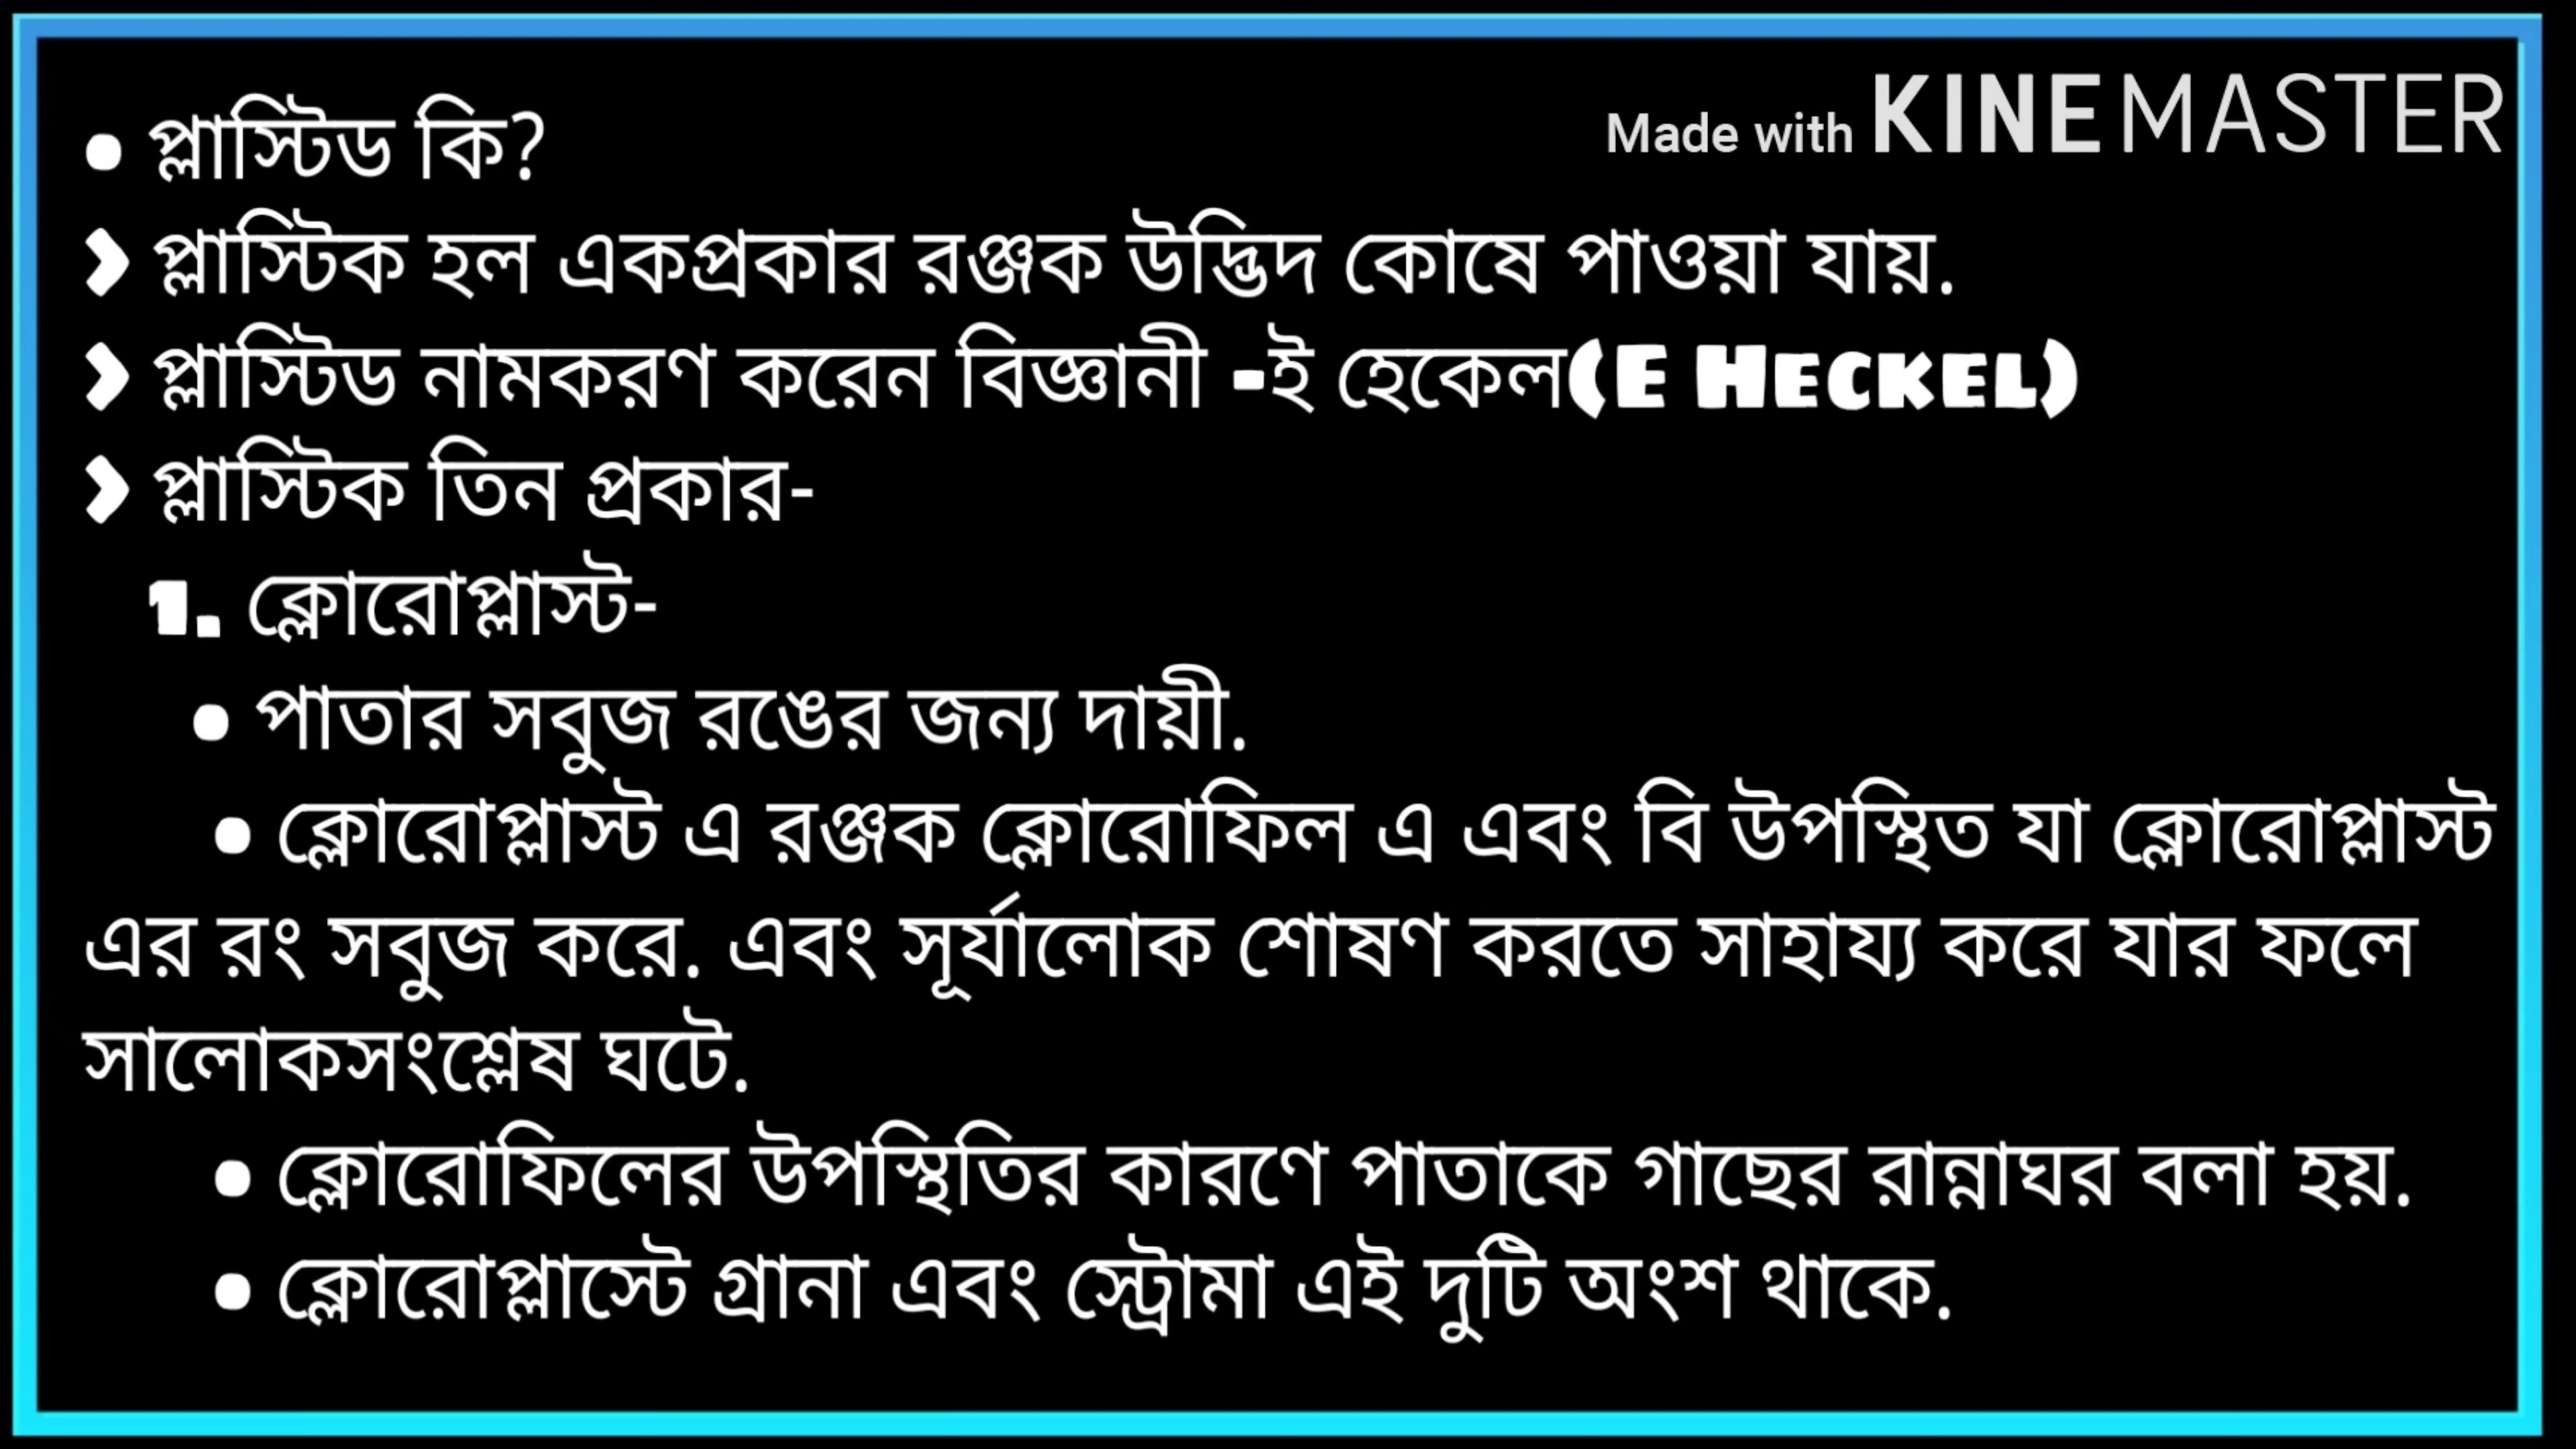 • প্লাস্টিড কি?
Made with KINEMASTER
› প্লাস্টিক হল একপ্রকার রঞ্জক উদ্ভিদ কোষে পাওয়া যায়.
› প্লাস্টিড নামকরণ করেন বিজ্ঞানী -ই হেকেল(E HECKEL)
› প্লাস্টিক তিন প্রকার-
1. ক্লোরোপ্লাস্ট-
• পাতার সবুজ রঙের জন্য দায়ী.
• ক্লোরোপ্লাস্ট এ রঞ্জক ক্লোরোফিল এ এবং বি উপস্থিত যা ক্লোরোপ্লাস্ট
এর রং সবুজ করে. এবং সূর্যালোক শোষণ করতে সাহায্য করে যার ফলে
সালোকসংশ্লেষ ঘটে.
• ক্লোরোফিলের উপস্থিতির কারণে পাতাকে গাছের রান্নাঘর বলা হয়.
• ক্লোরোপ্লাস্টে গ্রানা এবং স্ট্রোমা এই দুটি অংশ থাকে.